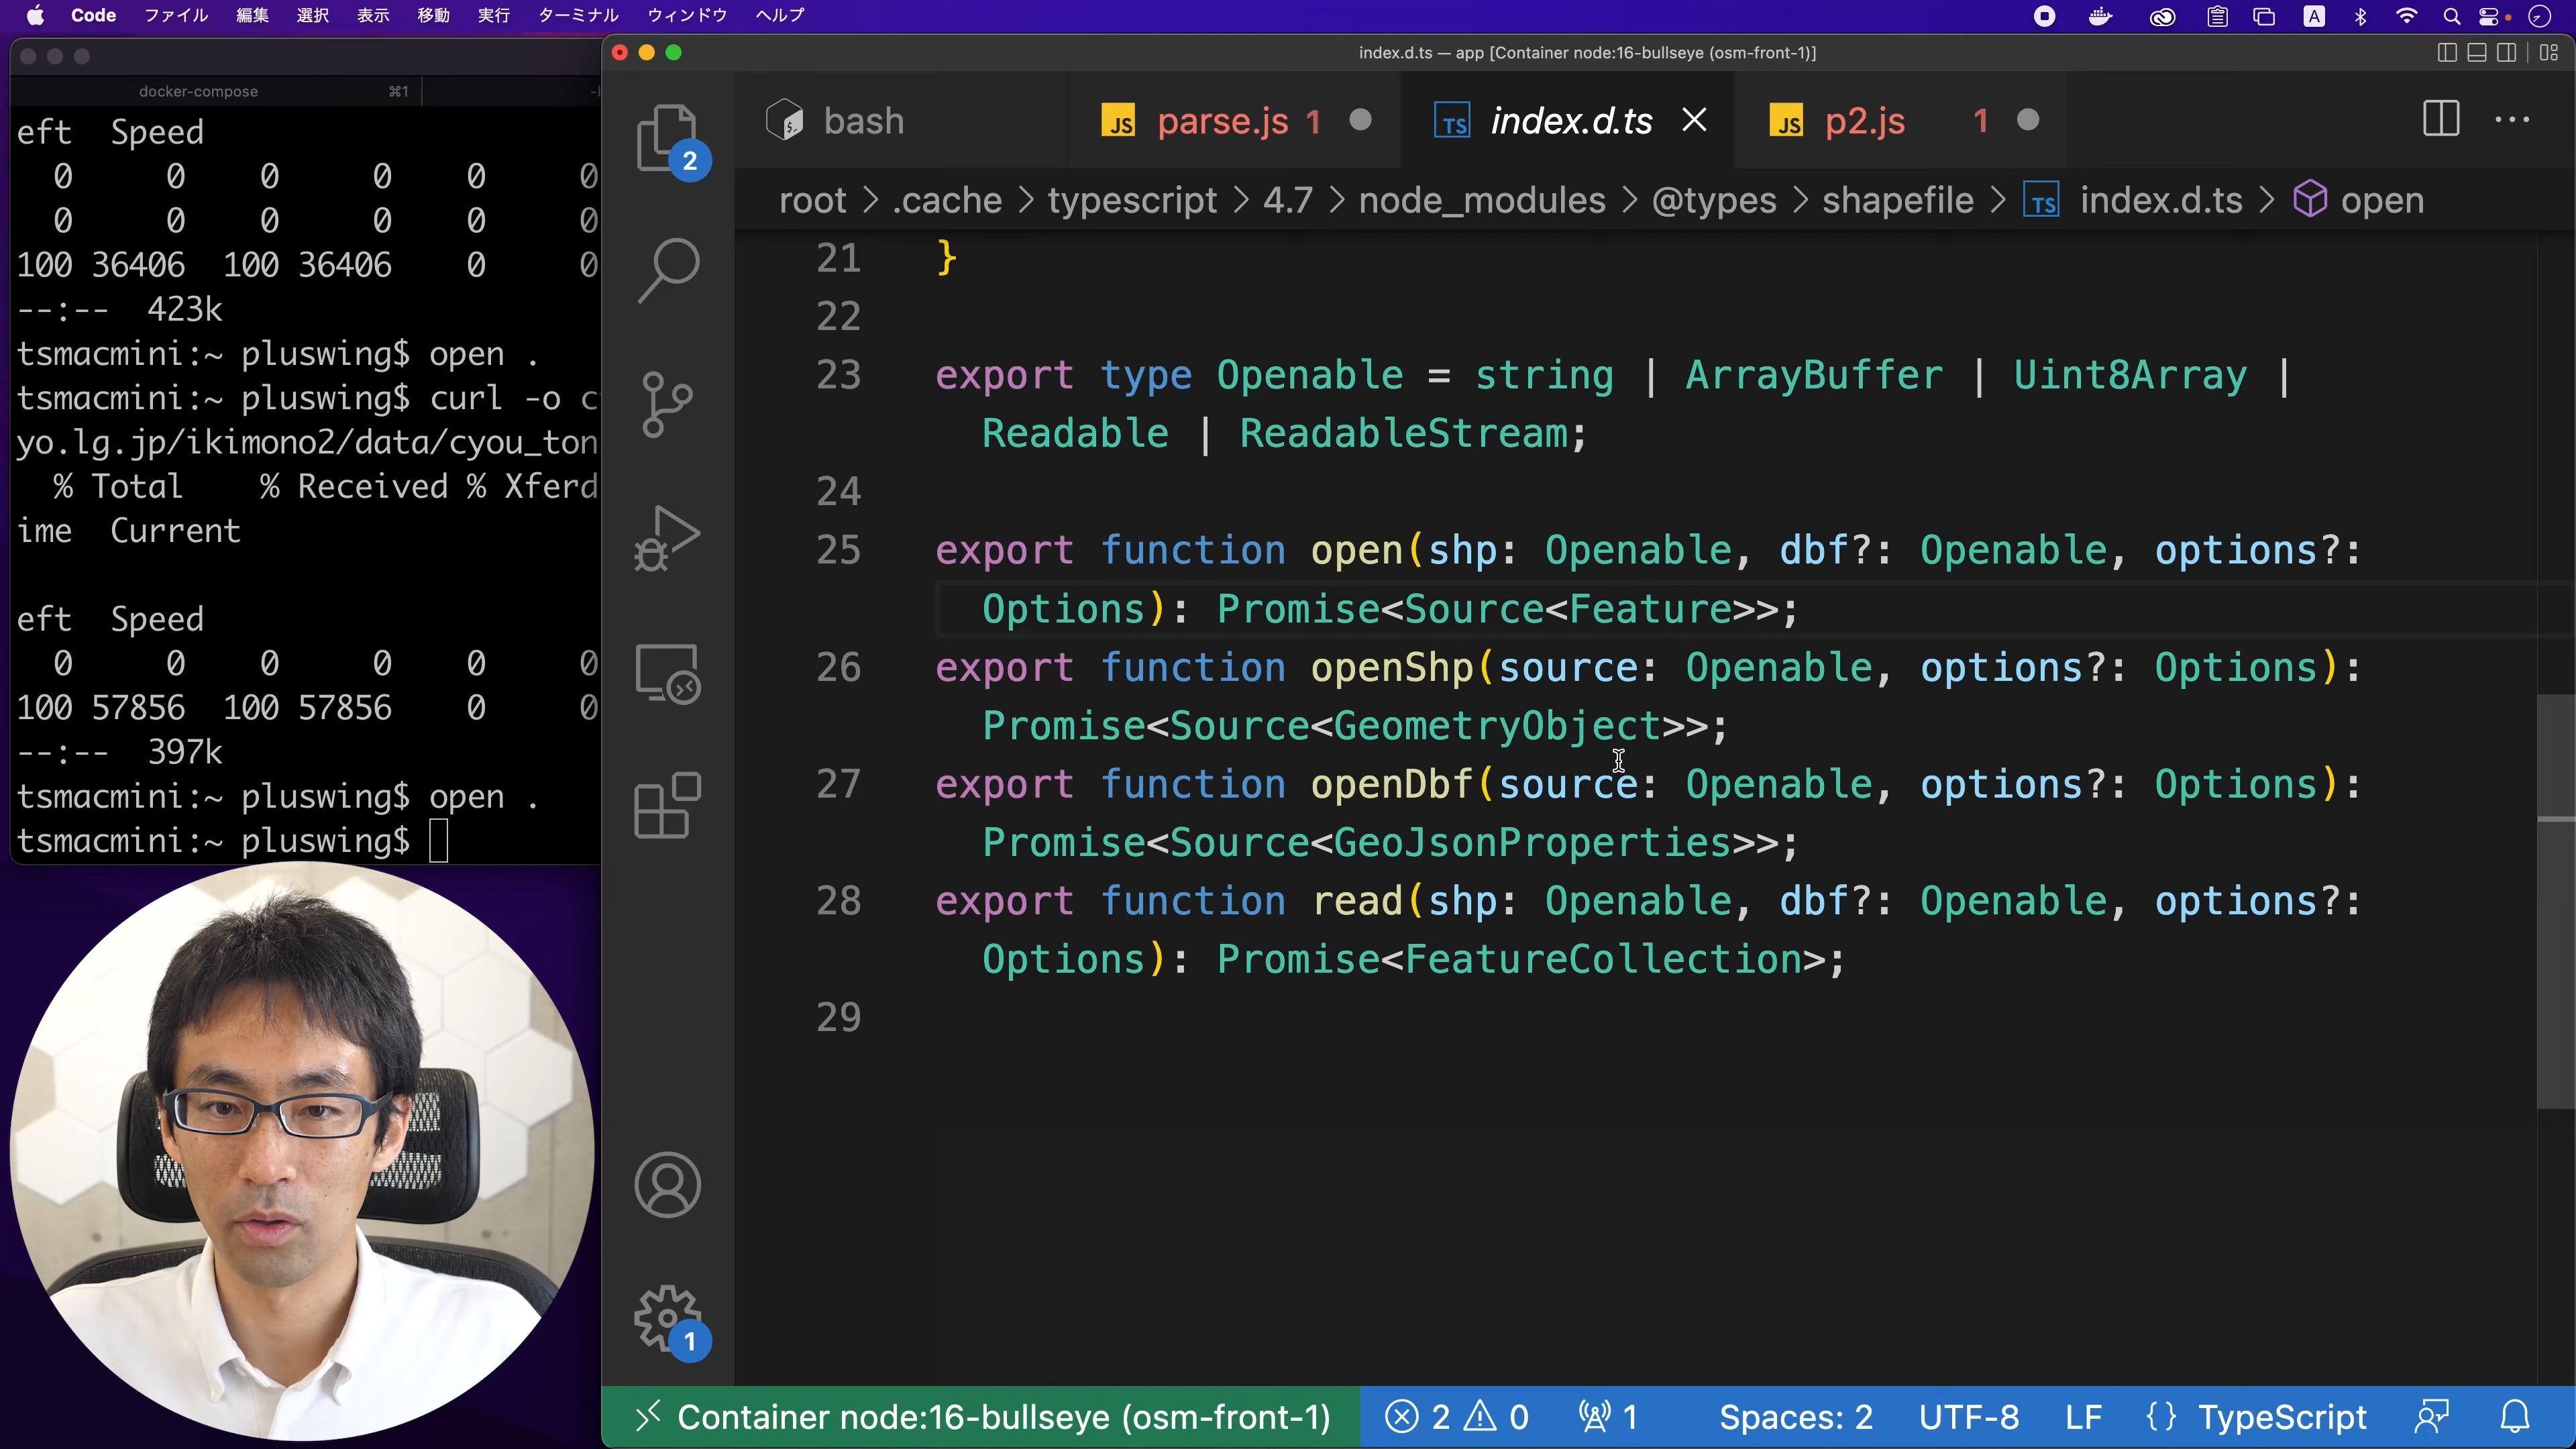 Code ファイル 編集 選択 表示 移動 実行 ターミナル ウィンドウ ヘルプ A
docker-compose ⌘1
eft Speed
0 0 0 0 0 0
0 0 0 0 0 0
100 36406 100 36406 0 0
--:-- 423k
tsmacmini:~ pluswing$ open .
tsmacmini:~ pluswing$ curl -o c
yo.lg.jp/ikimono2/data/cyou_ton
% Total % Received % Xferd
ime Current
eft Speed
0 0 0 0 0 0
100 57856 100 57856 0 0
--:-- 397k
tsmacmini:~ pluswing$ open .
tsmacmini:~ pluswing$
index.d.ts — app [Container node:16-bullseye (osm-front-1)]
bash JS parse.js 1 TS index.d.ts JS p2.js 1
root > .cache > typescript > 4.7 > node_modules > @types > shapefile > TS index.d.ts > open
2
21 }
22
23 export type Openable = string | ArrayBuffer | Uint8Array |
Readable | ReadableStream;
24
25 export function open(shp: Openable, dbf?: Openable, options?:
Options): Promise<Source<Feature>>;
26 export function openShp(source: Openable, options?: Options):
Promise<Source<GeometryObject>>;
27 export function openDbf(source: Openable, options?: Options):
Promise<Source<GeoJsonProperties>>;
28 export function read(shp: Openable, dbf?: Openable, options?:
Options): Promise<FeatureCollection>;
29
1
Container node:16-bullseye (osm-front-1) 2 0 1 Spaces: 2 UTF-8 LF {} TypeScript